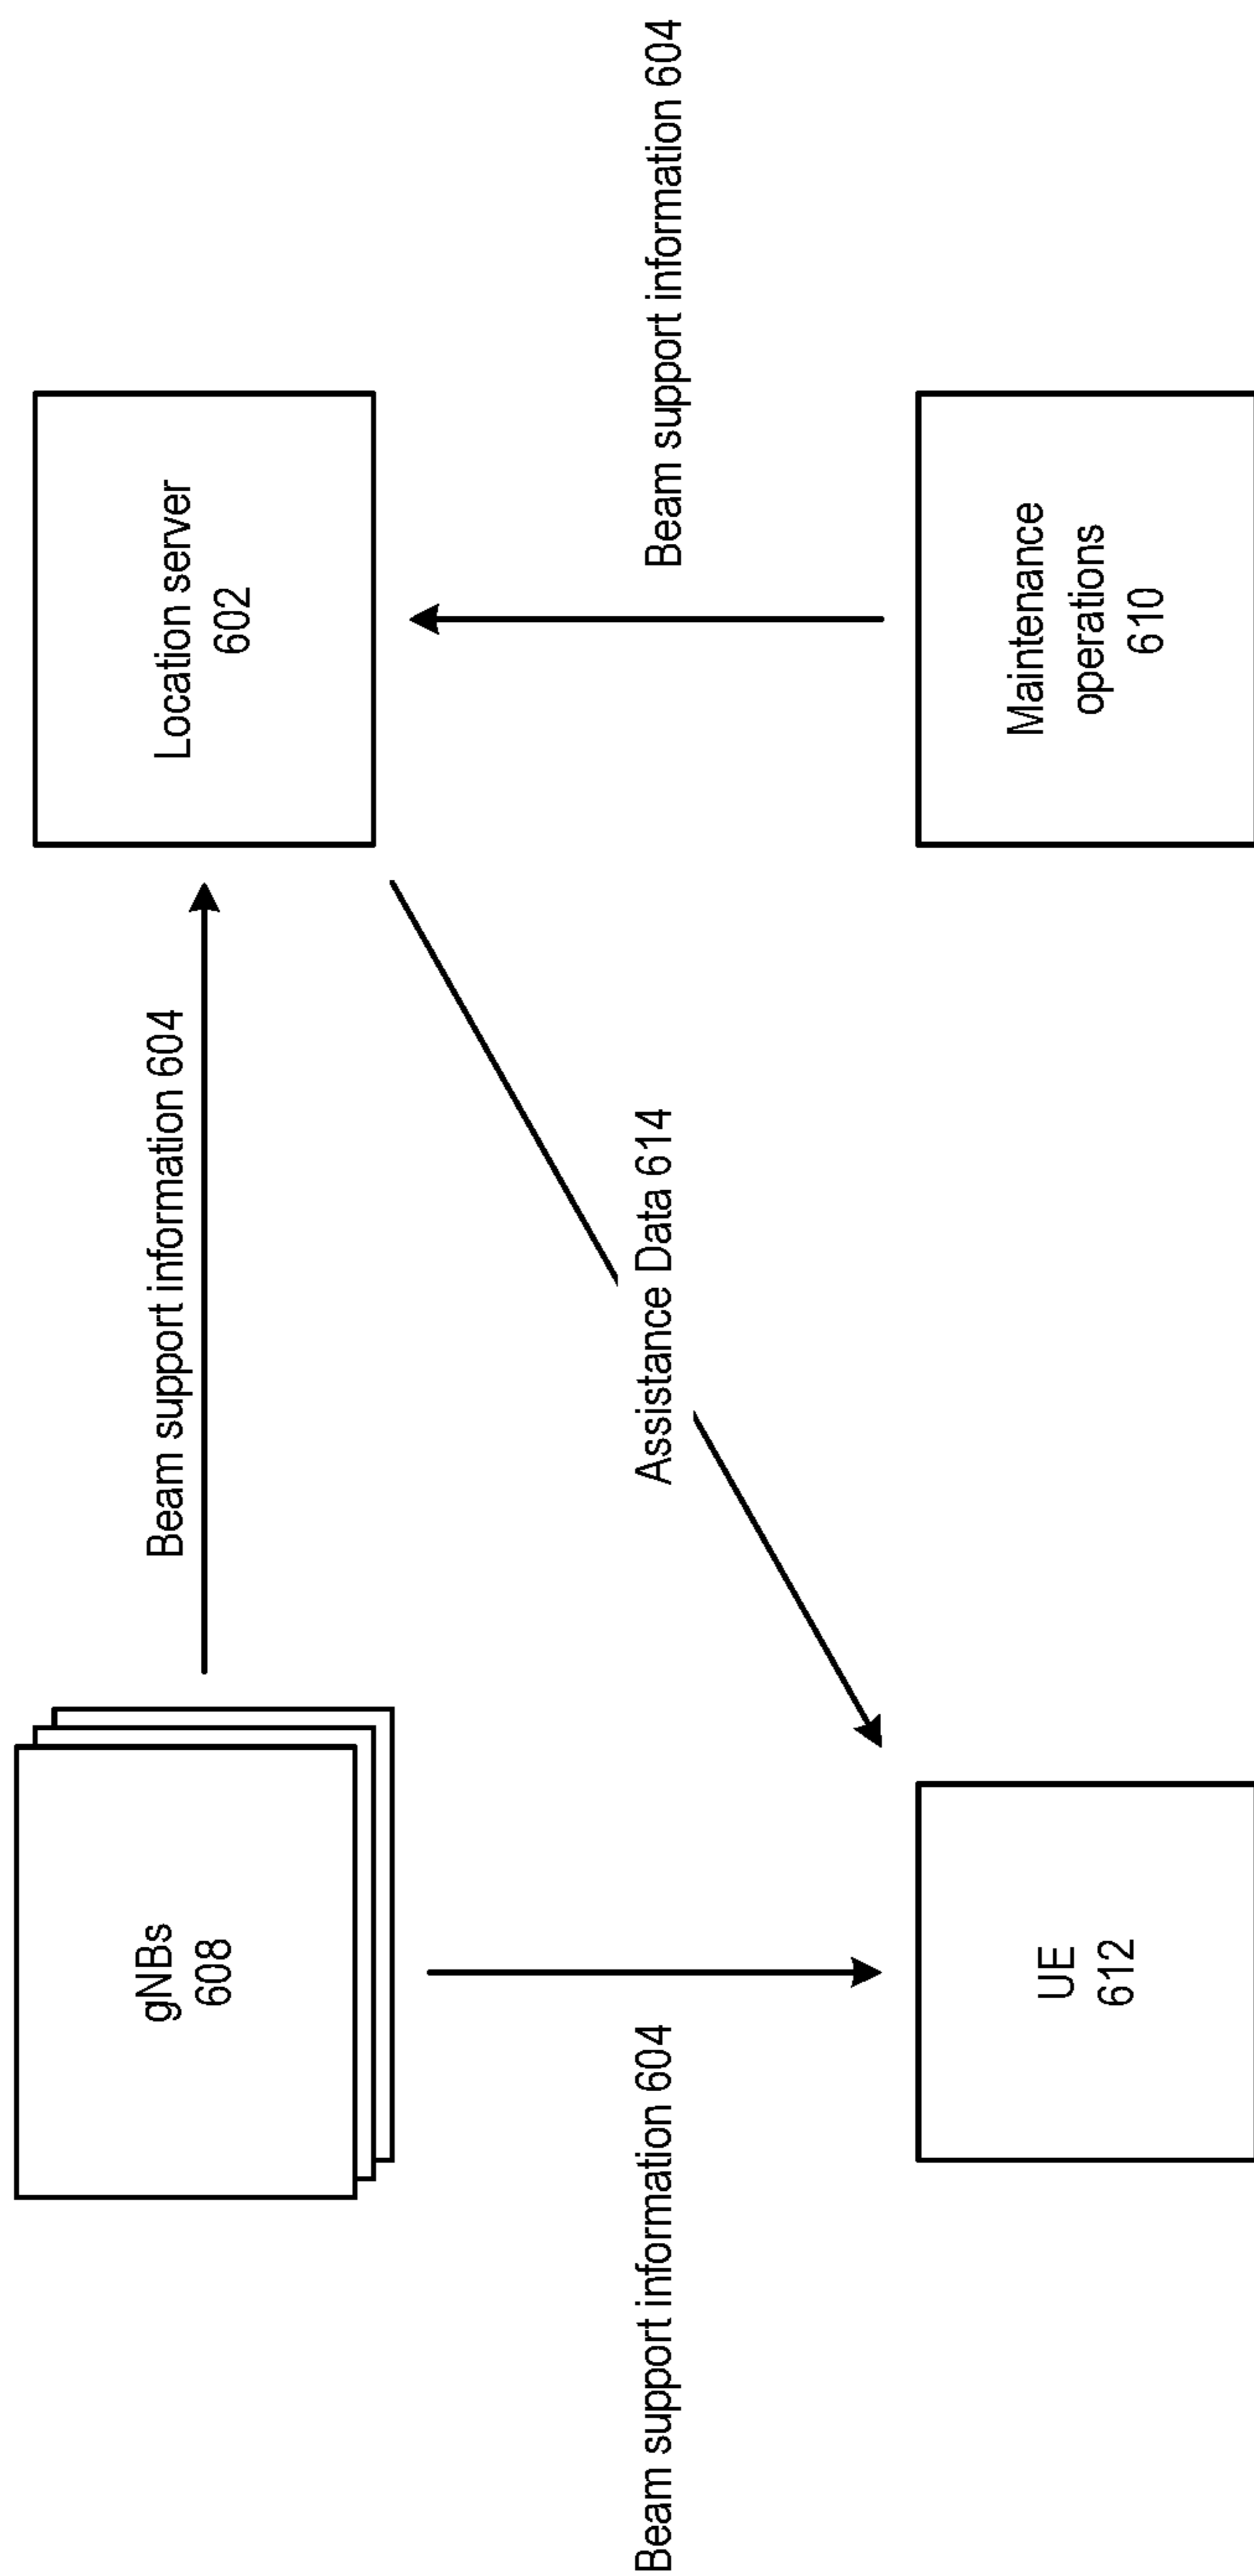 gNBs
608
Beam support information 604
Location server
602
Beam support information 604
Assistance Data 614
Beam support information 604
UE
612
Maintenance
operations
610